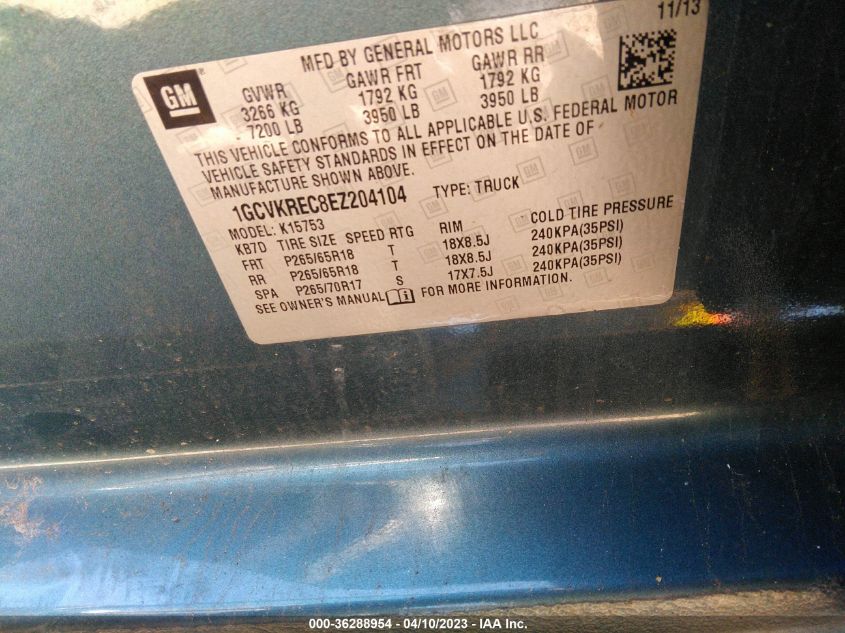 11/13
MFD BY GENERAL MOTORS LLC
GM
GVWR GAWR FRT GAWR RR
3266 KG 1792 KG 1792 KG
7200 LB 3950 LB 3950 LB
THIS VEHICLE CONFORMS TO ALL APPLICABLE U.S. FEDERAL MOTOR
VEHICLE SAFETY STANDARDS IN EFFECT ON THE DATE OF
MANUFACTURE SHOWN ABOVE.
1GCVKREC8EZ204104 TYPE: TRUCK
MODEL: K15753
KB7D TIRE SIZE SPEED RTG RIM COLD TIRE PRESSURE
FRT P265/65R18 T 18X8.5J 240KPA(35PSI)
RR P265/65R18 T 18X8.5J 240KPA(35PSI)
SPA P265/70R17 S 17X7.5J 240KPA(35PSI)
SEE OWNER'S MANUAL FOR MORE INFORMATION.
000-36288954 - 04/10/2023 - IAA Inc.